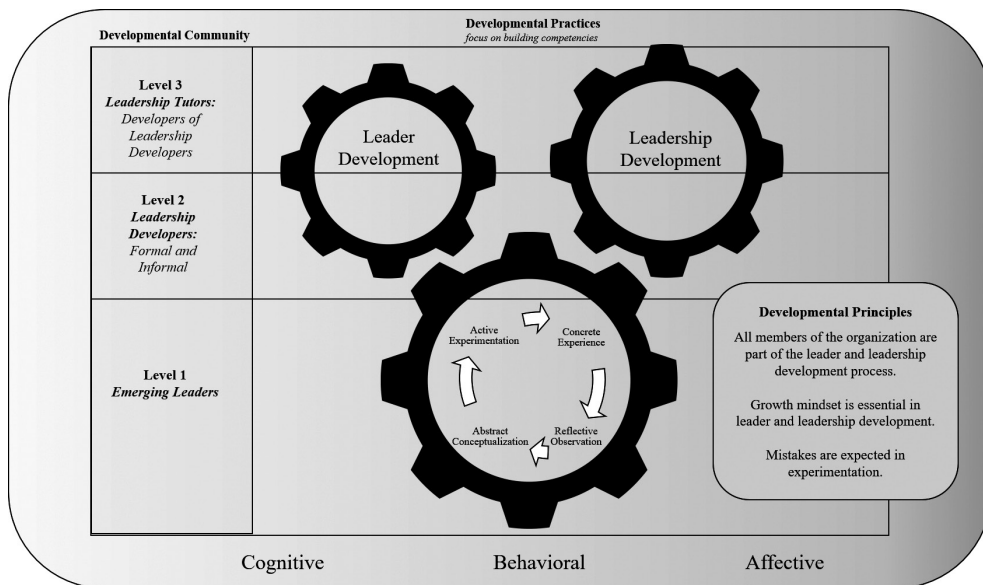 Developmental Community
Developmental Practices
focus on building competencies
Level 3
Leadership Tutors:
Developers of
Leadership
Developers
Leader
Development
Leadership
Development
Level 2
Leadership
Developers:
Formal and
Informal
Level 1
Emerging Leaders
Active
Experimentation
Concrete
Experience
Abstract
Conceptualization
Reflective
Observation
Developmental Principles
All members of the organization are
part of the leader and leadership
development process.
Growth mindset is essential in
leader and leadership development.
Mistakes are expected in
experimentation.
Cognitive
Behavioral
Affective